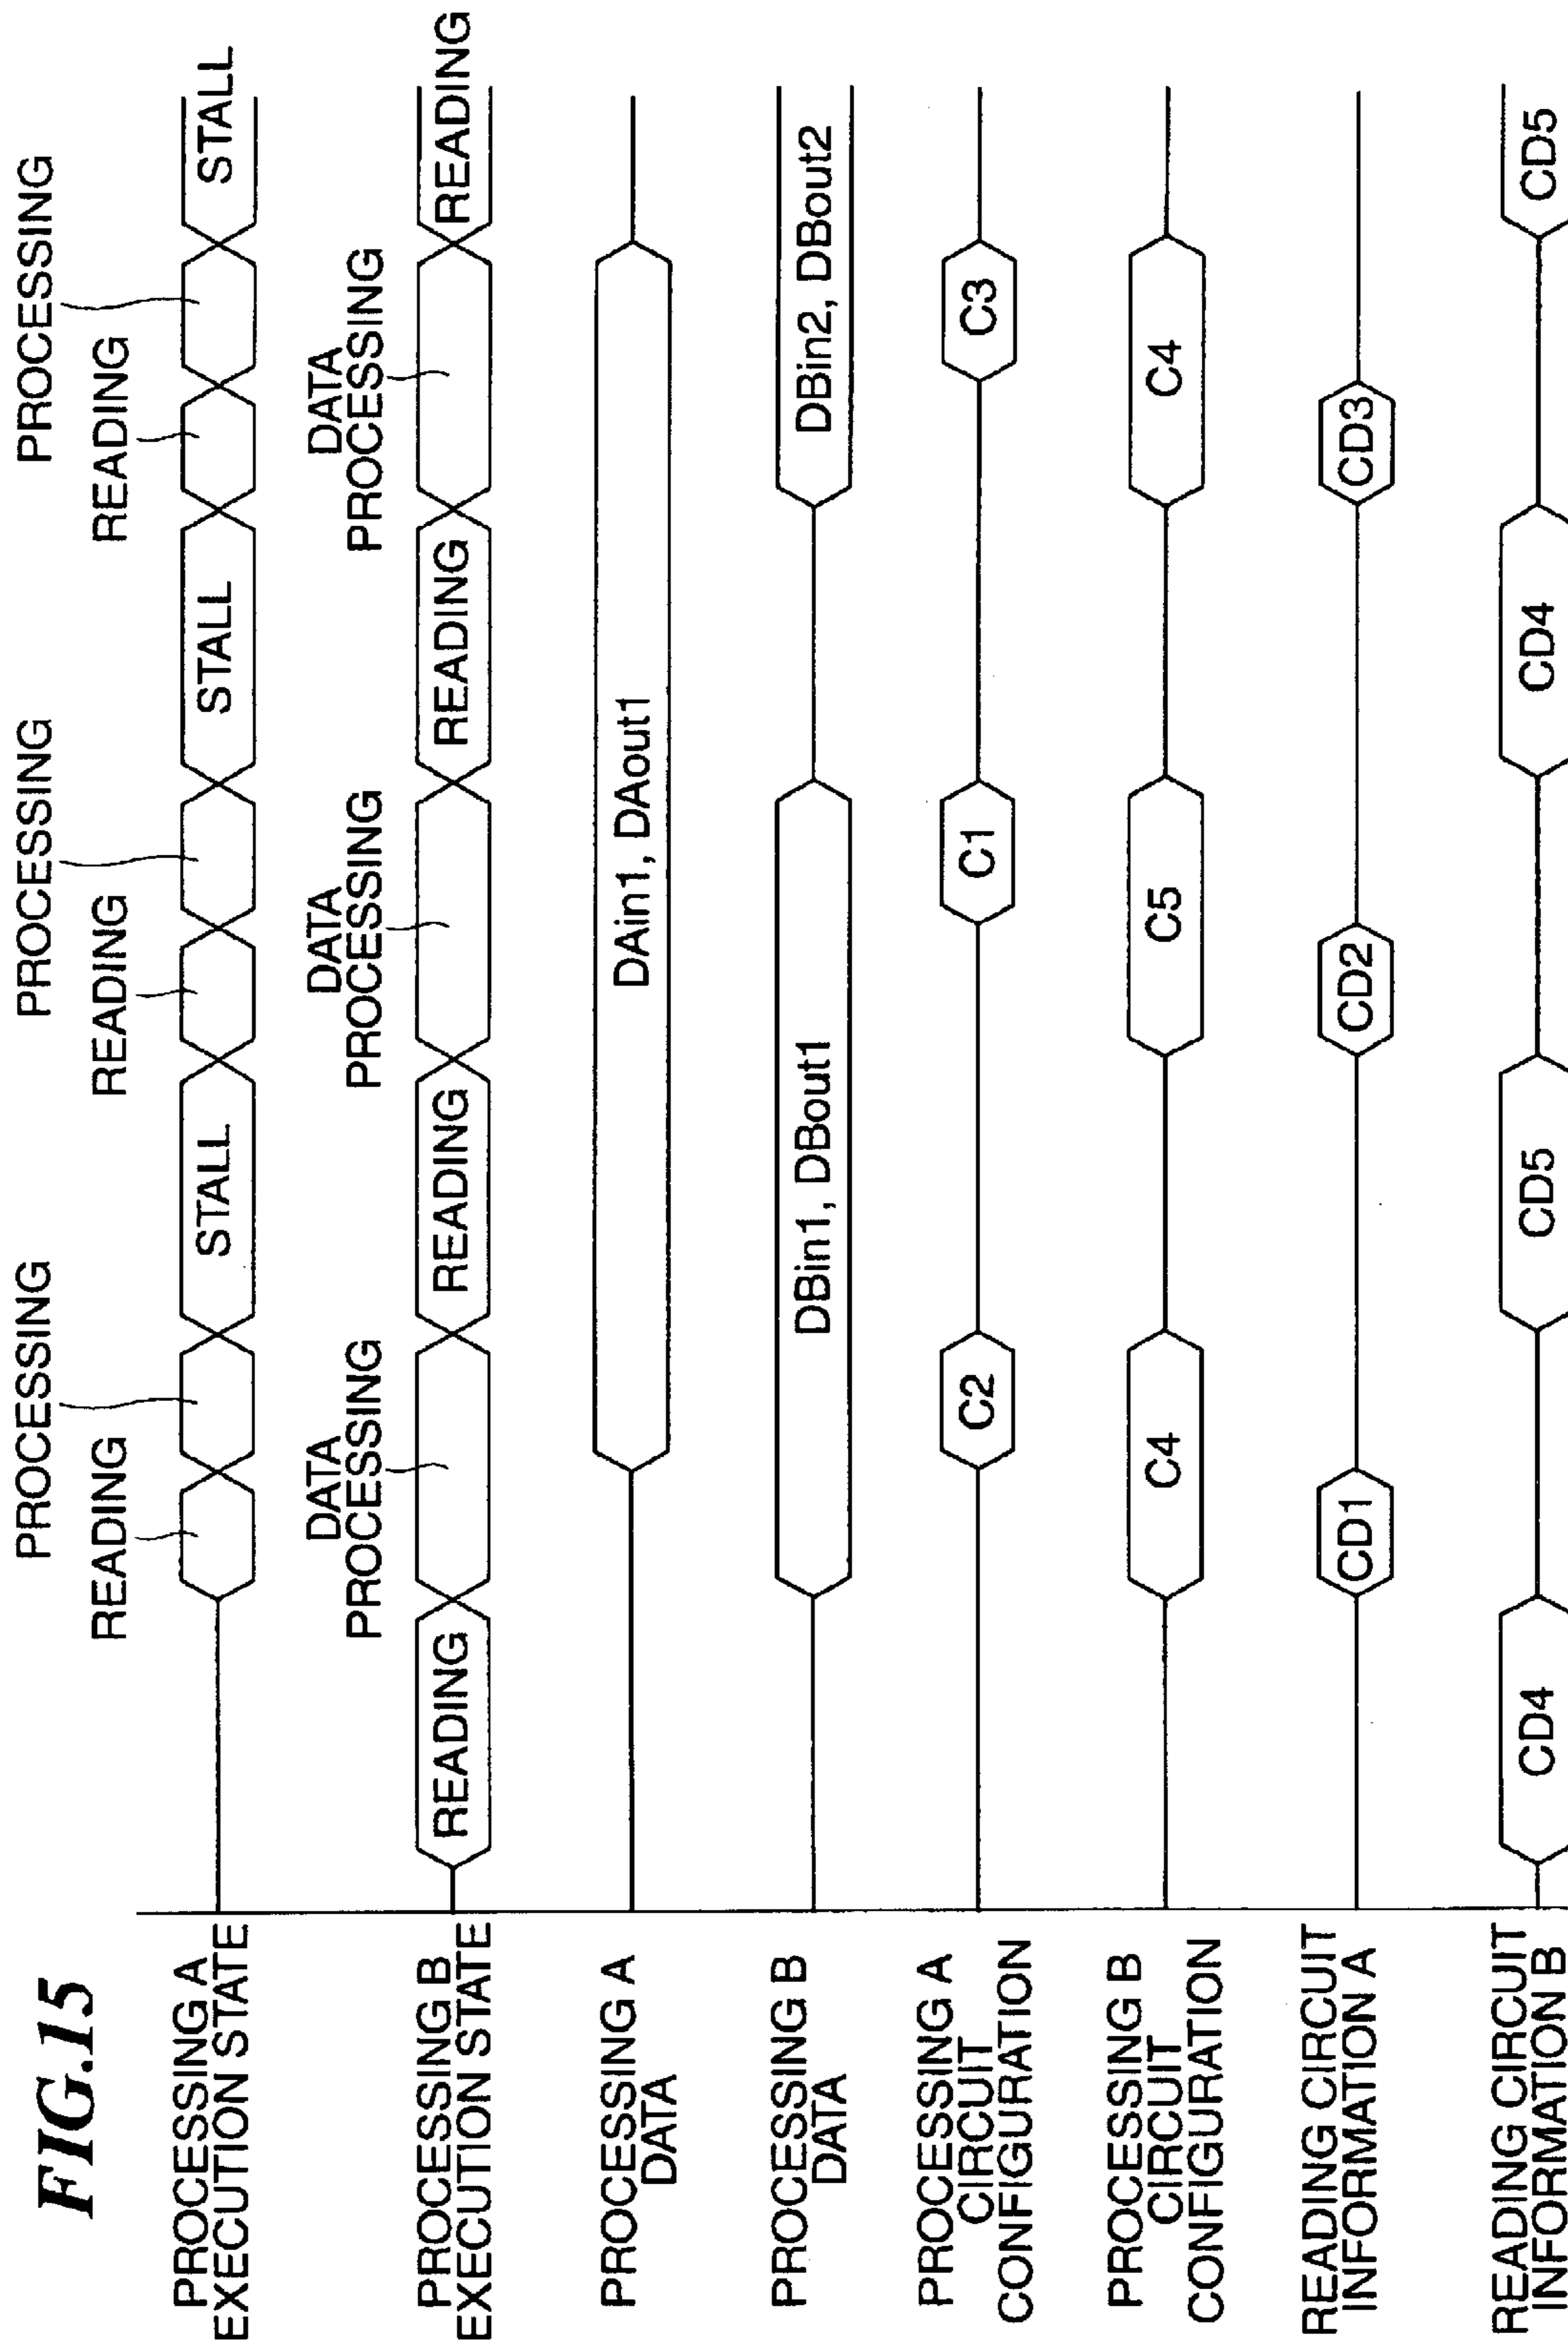 FIG.15
PROCESSING A
EXECUTION STATE
READING
PROCESSING
STALL
READING
PROCESSING
STALL
READING
PROCESSING
STALL
PROCESSING B
EXECUTION STATE
READING
DATA
PROCESSING
READING
DATA
PROCESSING
READING
DATA
PROCESSING
READING
PROCESSING A
DATA
DAin1, DAout1
PROCESSING B
DATA
DBin1, DBout1
DBin2, DBout2
PROCESSING A
CIRCUIT
CONFIGURATION
C2
C1
C3
PROCESSING B
CIRCUIT
CONFIGURATION
C4
C5
C4
READING CIRCUIT
INFORMATION A
CD1
CD2
CD3
READING CIRCUIT
INFORMATION B
CD4
CD5
CD4
CD5